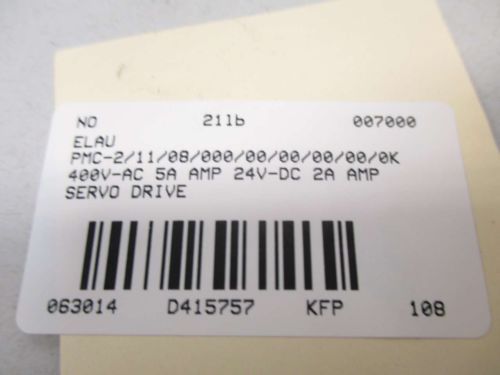 NO 211b 007000
ELAU
PMC-2/11/08/000/00/00/00/00/0K
400V-AC 5A AMP 24V-DC 2A AMP
SERVO DRIVE
063014 D415757 KFP 108